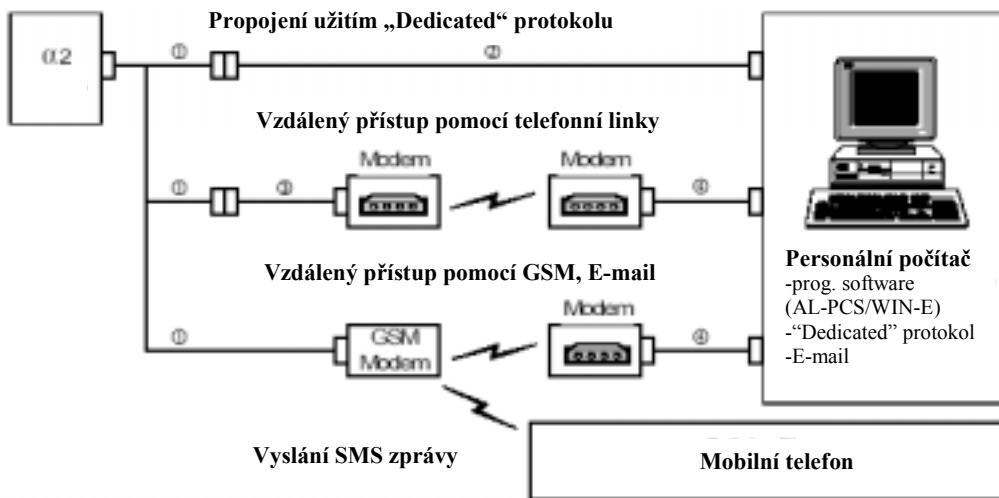 Propojení užitím „Dedicated“ protokolu
α2
①
②
Vzdálený přístup pomocí telefonní linky
Modem
Modem
①
③
④
Vzdálený přístup pomocí GSM, E-mail
Modem
①
GSM
Modem
④
Personální počítač
-prog. software
(AL-PCS/WIN-E)
-“Dedicated” protokol
-E-mail
Vyslání SMS zprávy
Mobilní telefon